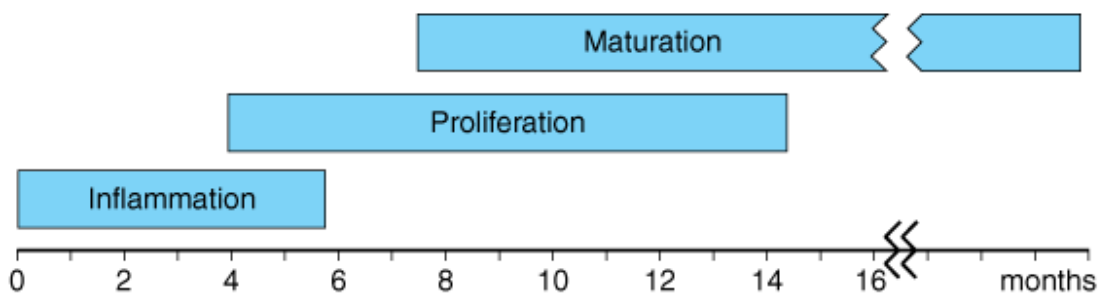 Maturation
Proliferation
Inflammation
0 2 4 6 8 10 12 14 16 months